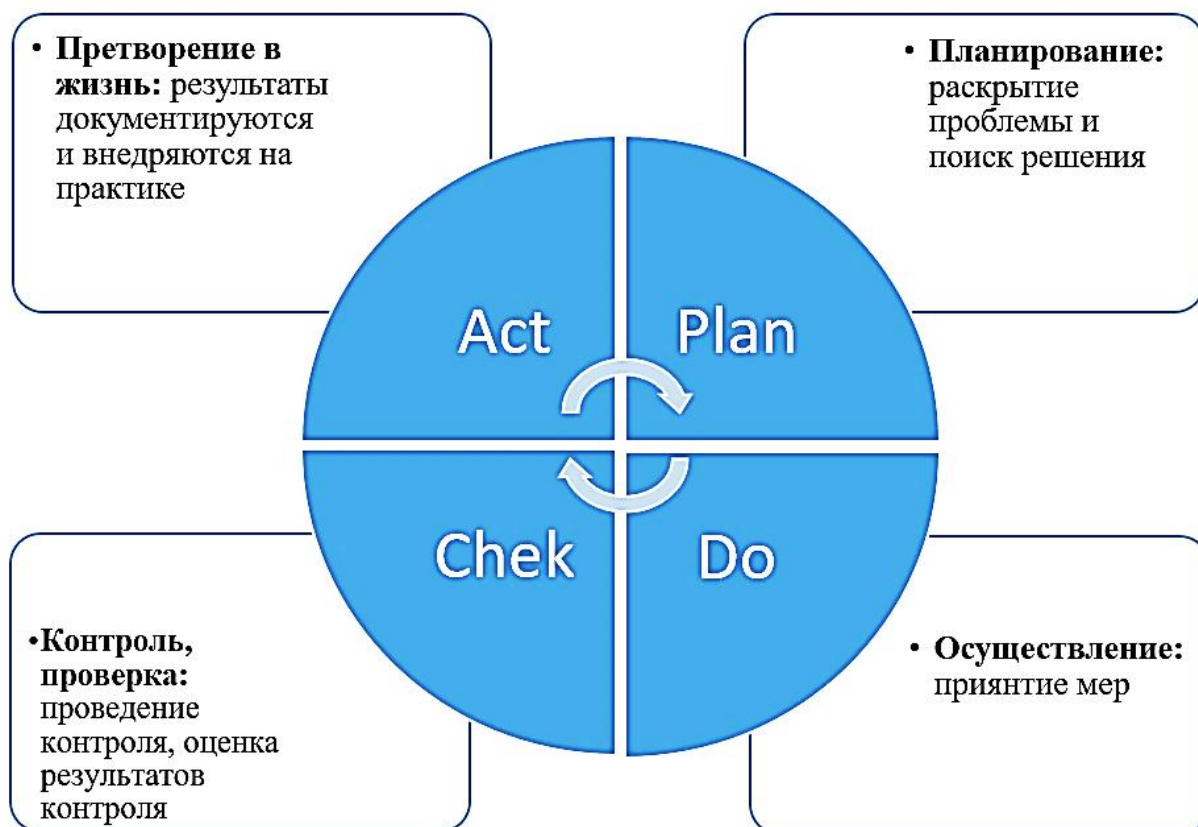 • Претворение в
жизнь: результаты
документируются
и внедряются на
практике
• Планирование:
раскрытие
проблемы и
поиск решения
Act
Plan
Chek
Do
•Контроль,
проверка:
проведение
контроля, оценка
результатов
контроля
• Осуществление:
приянтие мер